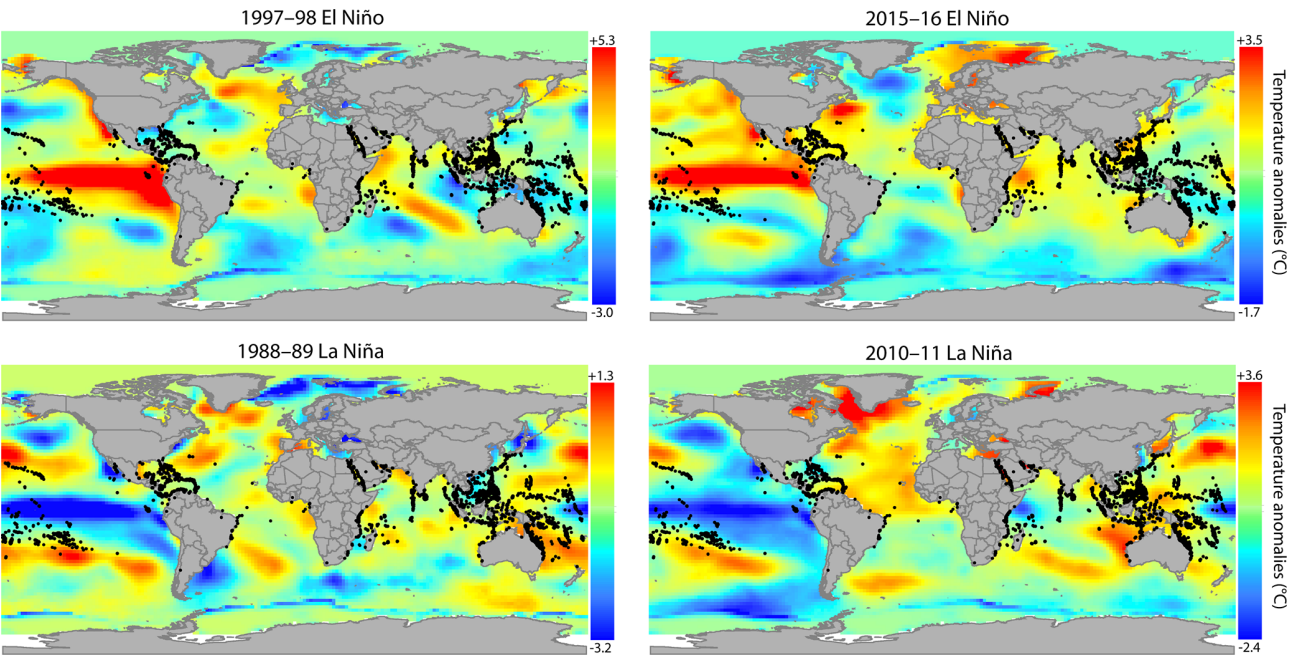 1997–98 El Niño
2015–16 El Niño
+5.3
-3.0
+3.5
-1.7
Temperature anomalies (°C)
1988–89 La Niña
2010–11 La Niña
+1.3
-3.2
+3.6
-2.4
Temperature anomalies (°C)